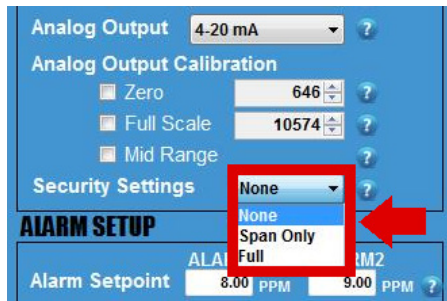 Analog Output 4-20 mA ?
Analog Output Calibration
Zero 646 ?
Full Scale 10574 ?
Mid Range ?
Security Settings None ?
None
ALARM SETUP
Span Only
Full
Alarm Setpoint 8.00 PPM 9.00 PPM ?